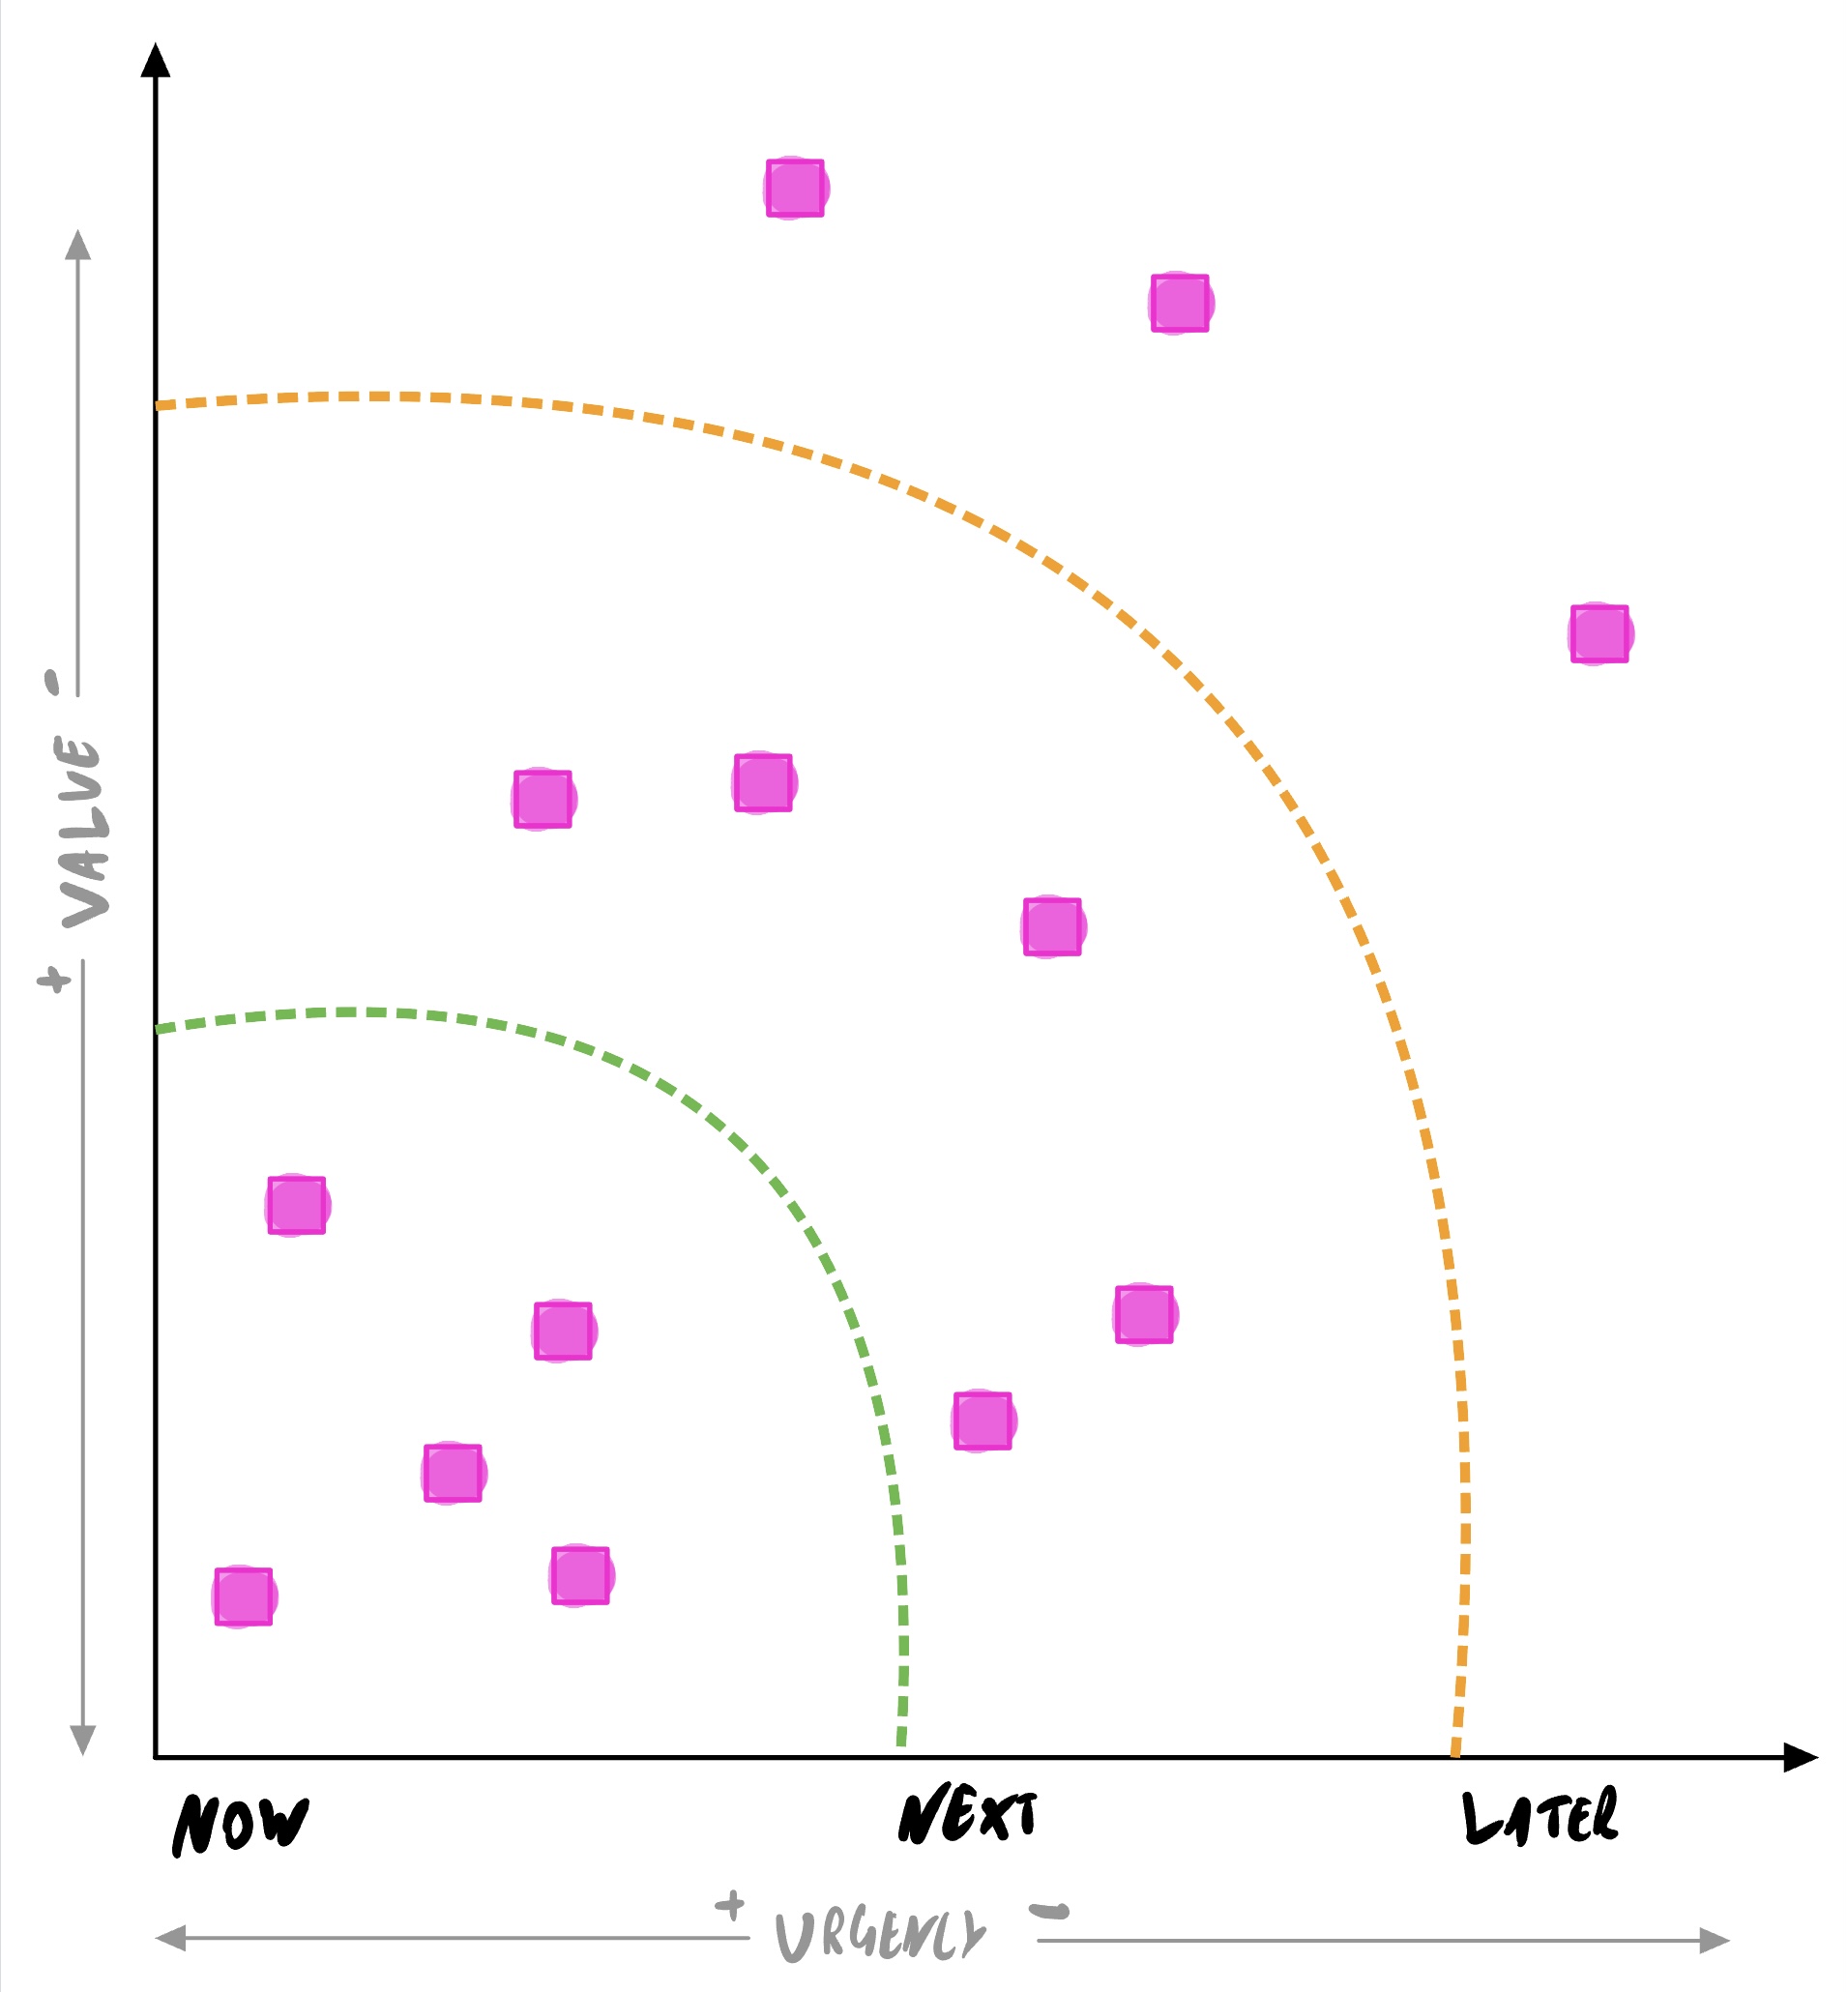 + VALUE -
NOW NEXT LATER
+ URGENCY -